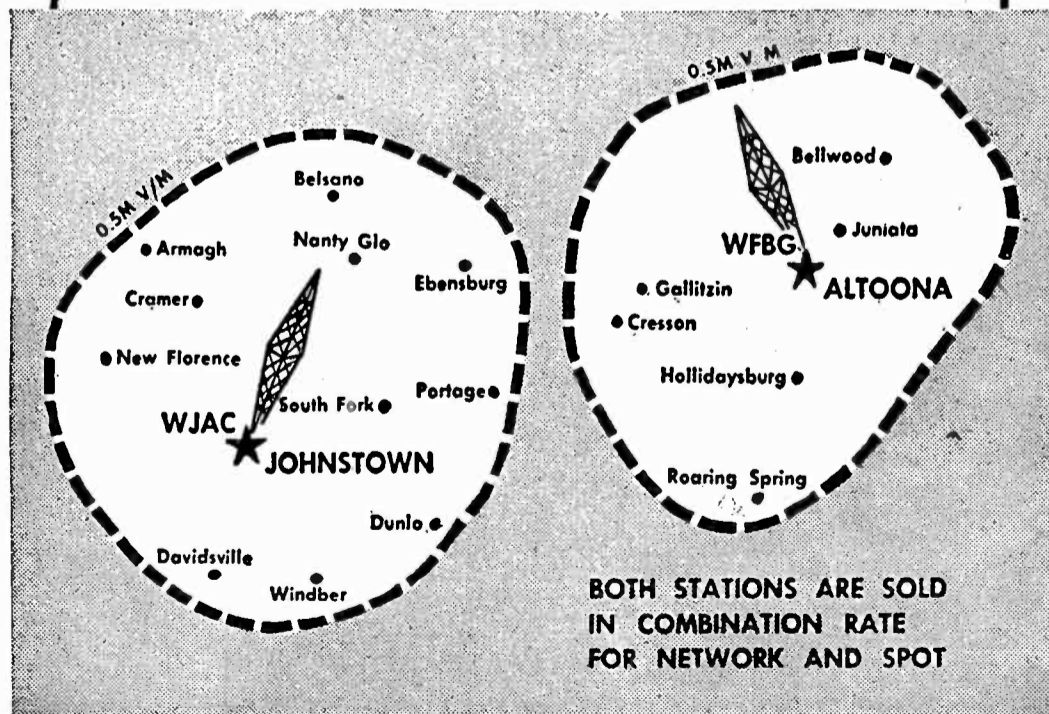 0.5M V/M
Belsano
Armagh
Nanty Glo
Ebensburg
Cramer
New Florence
Portage
South Fork
WJAC
JOHNSTOWN
Dunlo
Davidsville
Windber
0.5M V M
Bellwood
Juniata
WFBG
ALTOONA
Gallitzin
Cresson
Hollidaysburg
Roaring Spring
BOTH STATIONS ARE SOLD
IN COMBINATION RATE
FOR NETWORK AND SPOT